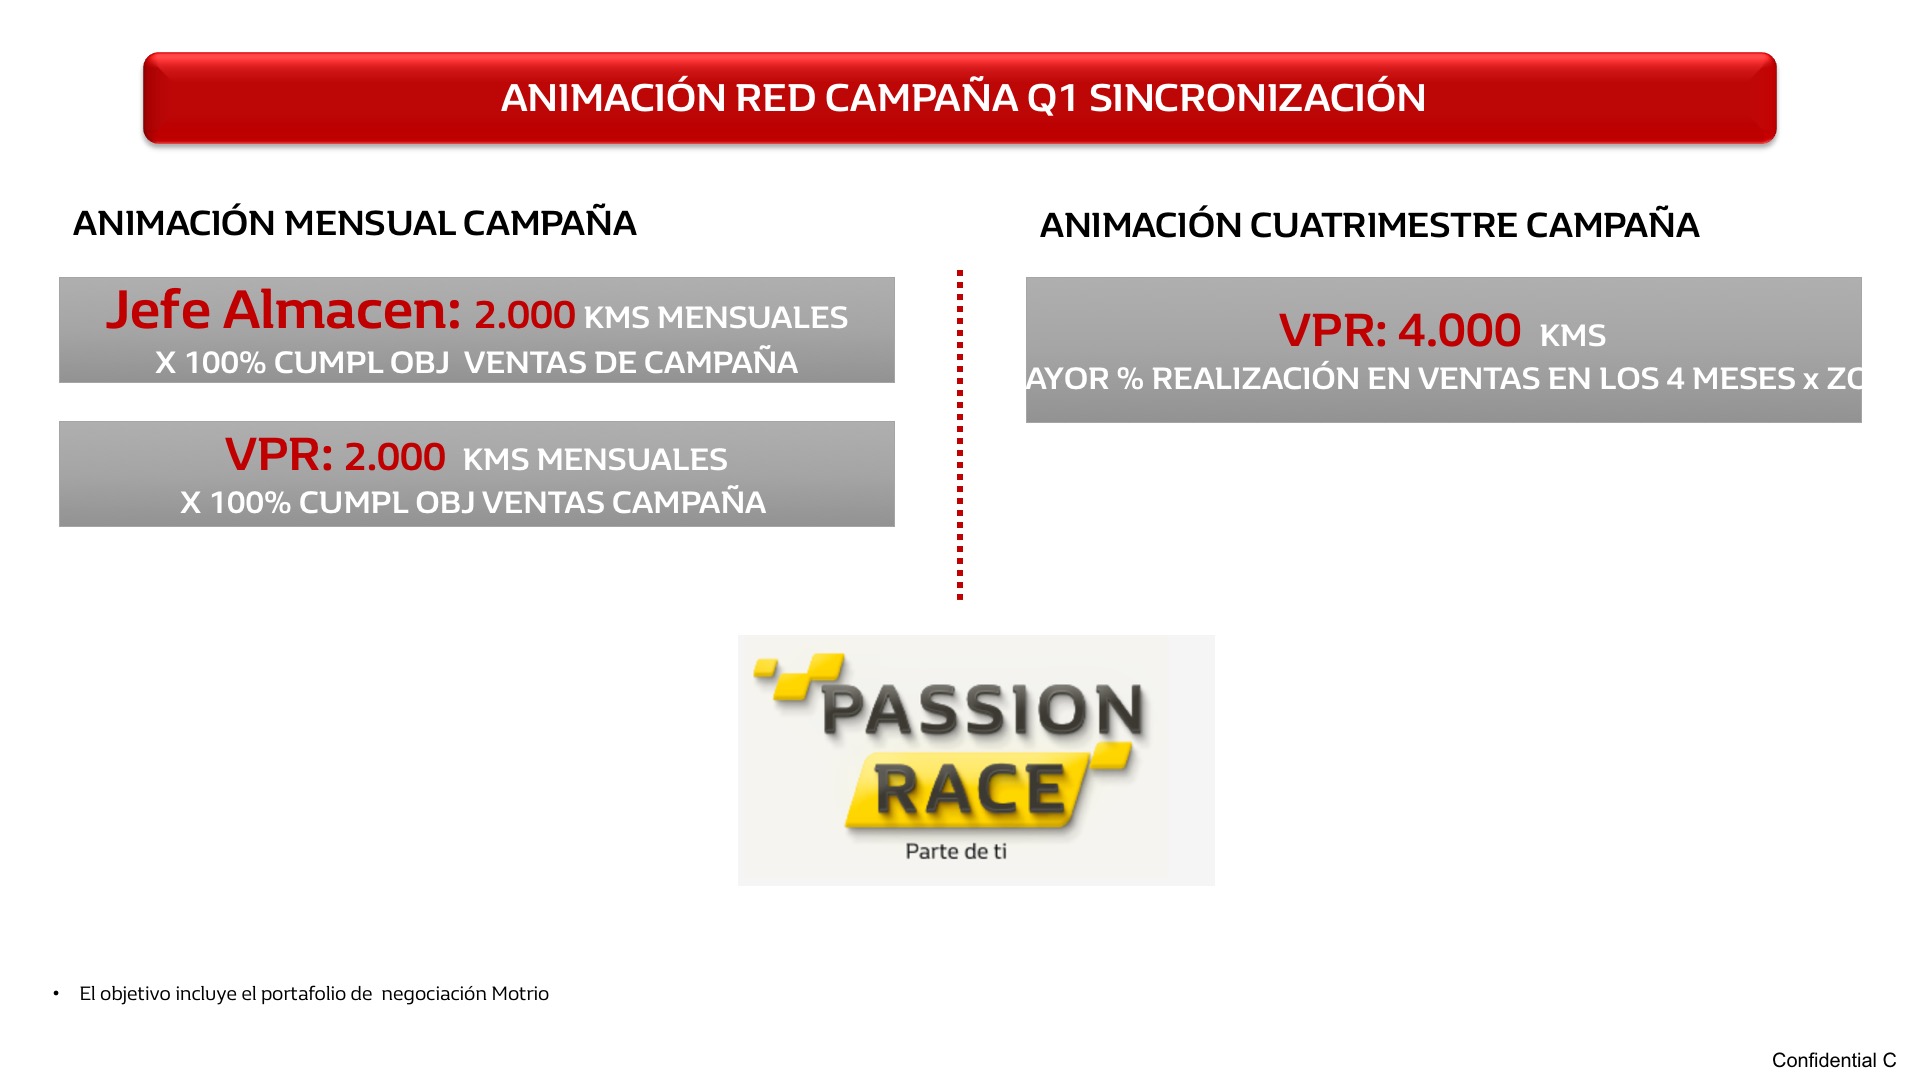 ANIMACIÓN RED CAMPAÑA Q1 SINCRONIZACIÓN
ANIMACIÓN MENSUAL CAMPAÑA
Jefe Almacen: 2.000 KMS MENSUALES
X 100% CUMPL OBJ VENTAS DE CAMPAÑA
VPR: 2.000 KMS MENSUALES
X 100% CUMPL OBJ VENTAS CAMPAÑA
ANIMACIÓN CUATRIMESTRE CAMPAÑA
VPR: 4.000 KMS
AYOR % REALIZACIÓN EN VENTAS EN LOS 4 MESES x
PASSION
RACE
Parte de ti
• El objetivo incluye el portafolio de negociación Motrio
Confidential C